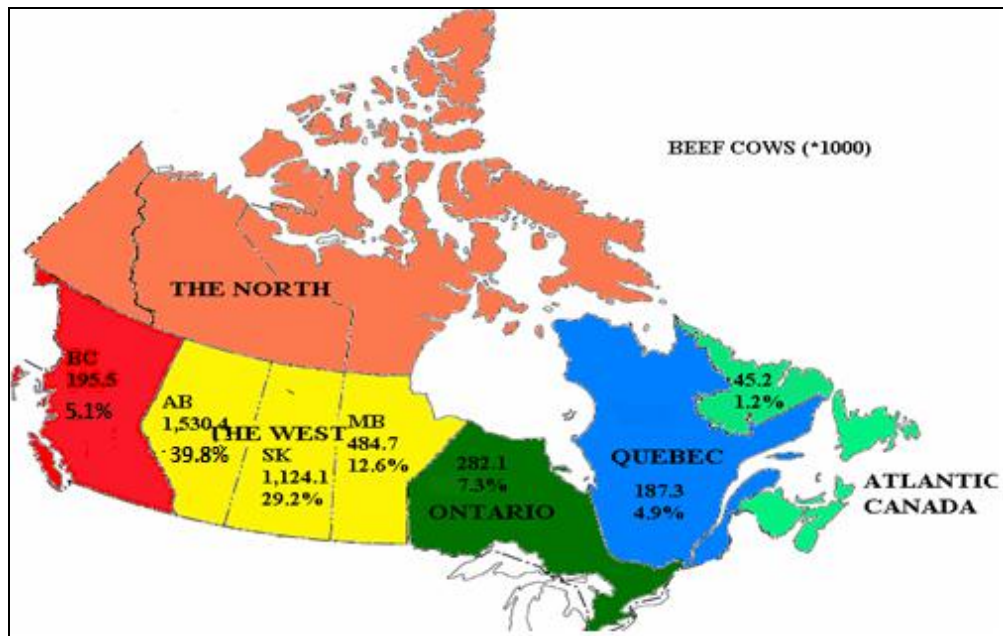 BEEF COWS (*1000)
THE NORTH
BC
195.5
5.1%
AB
1,530.4
39.8%
THE WEST
SK
1,124.1
29.2%
MB
484.7
12.6%
282.1
7.3%
ONTARIO
QUEBEC
187.3
4.9%
45.2
1.2%
ATLANTIC
CANADA